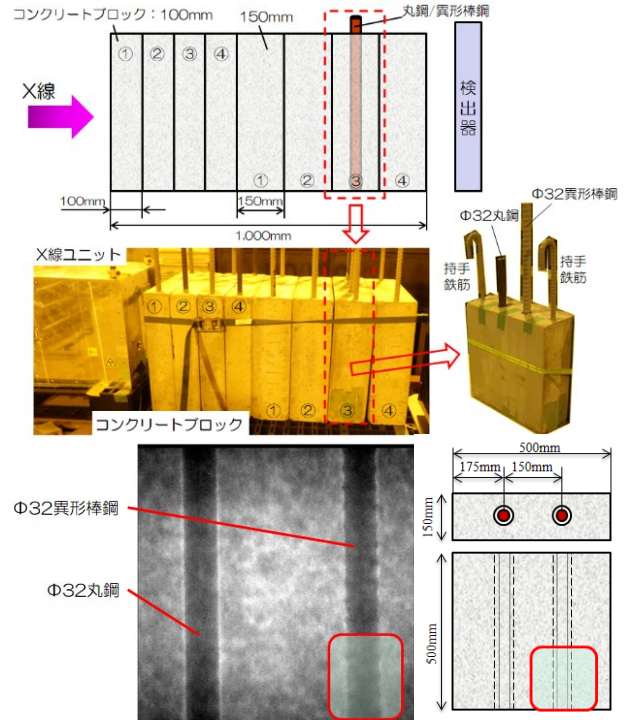 コンクリートブロック：100mm
150mm
丸鋼/異形棒鋼
①
②
③
④
X線
検出器
①
②
③
④
100mm
150mm
1.000mm
Φ32異形棒鋼
Φ32丸鋼
X線ユニット
持手
鉄筋
持手
鉄筋
①
②
③
④
①
②
③
④
コンクリートブロック
500mm
175mm
150mm
Φ32異形棒鋼
150mm
Φ32丸鋼
500mm